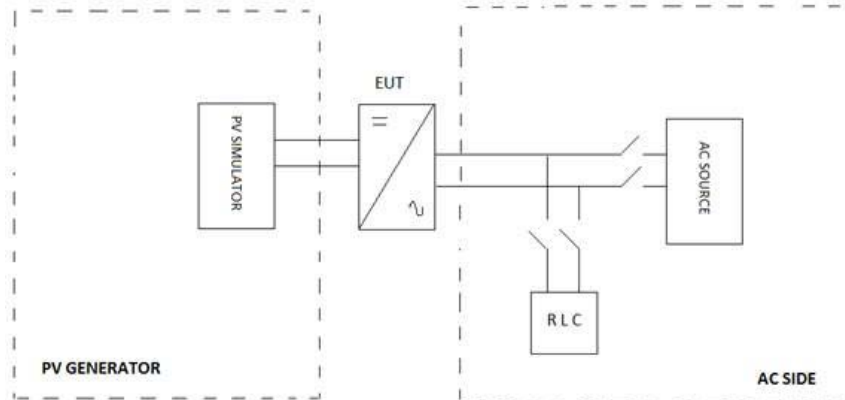 EUT
PV SIMULATOR
AC SOURCE
R L C
PV GENERATOR
AC SIDE